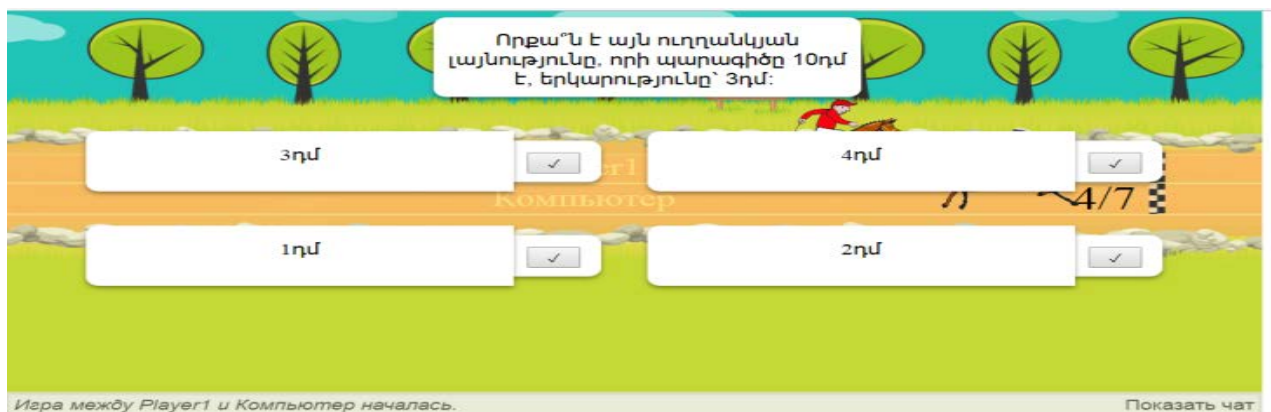 Որքա՞ն է այն ուղղանկյան
լայնությունը, որի պարագիծը 10դմ
է, երկարությունը՝ 3դմ:
3դմ
✓
4դմ
✓
er1
Компьютер
4/7
1դմ
✓
2դմ
✓
Игра между Player1 и Компьютер началась.
Показать чат